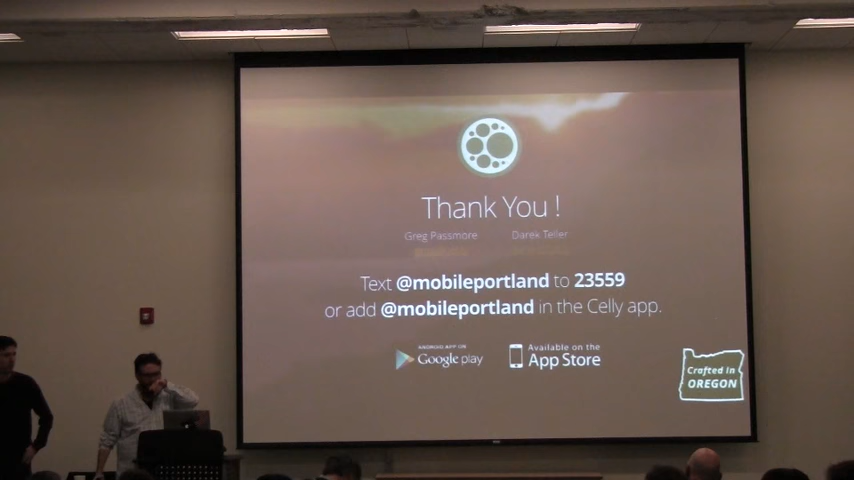 Thank You !
Greg Passmore Darek Teller
Text @mobileportland to 23559
or add @mobileportland in the Celly app.
ANDROID APP ON
Google play
Available on the
App Store
Crafted in
OREGON